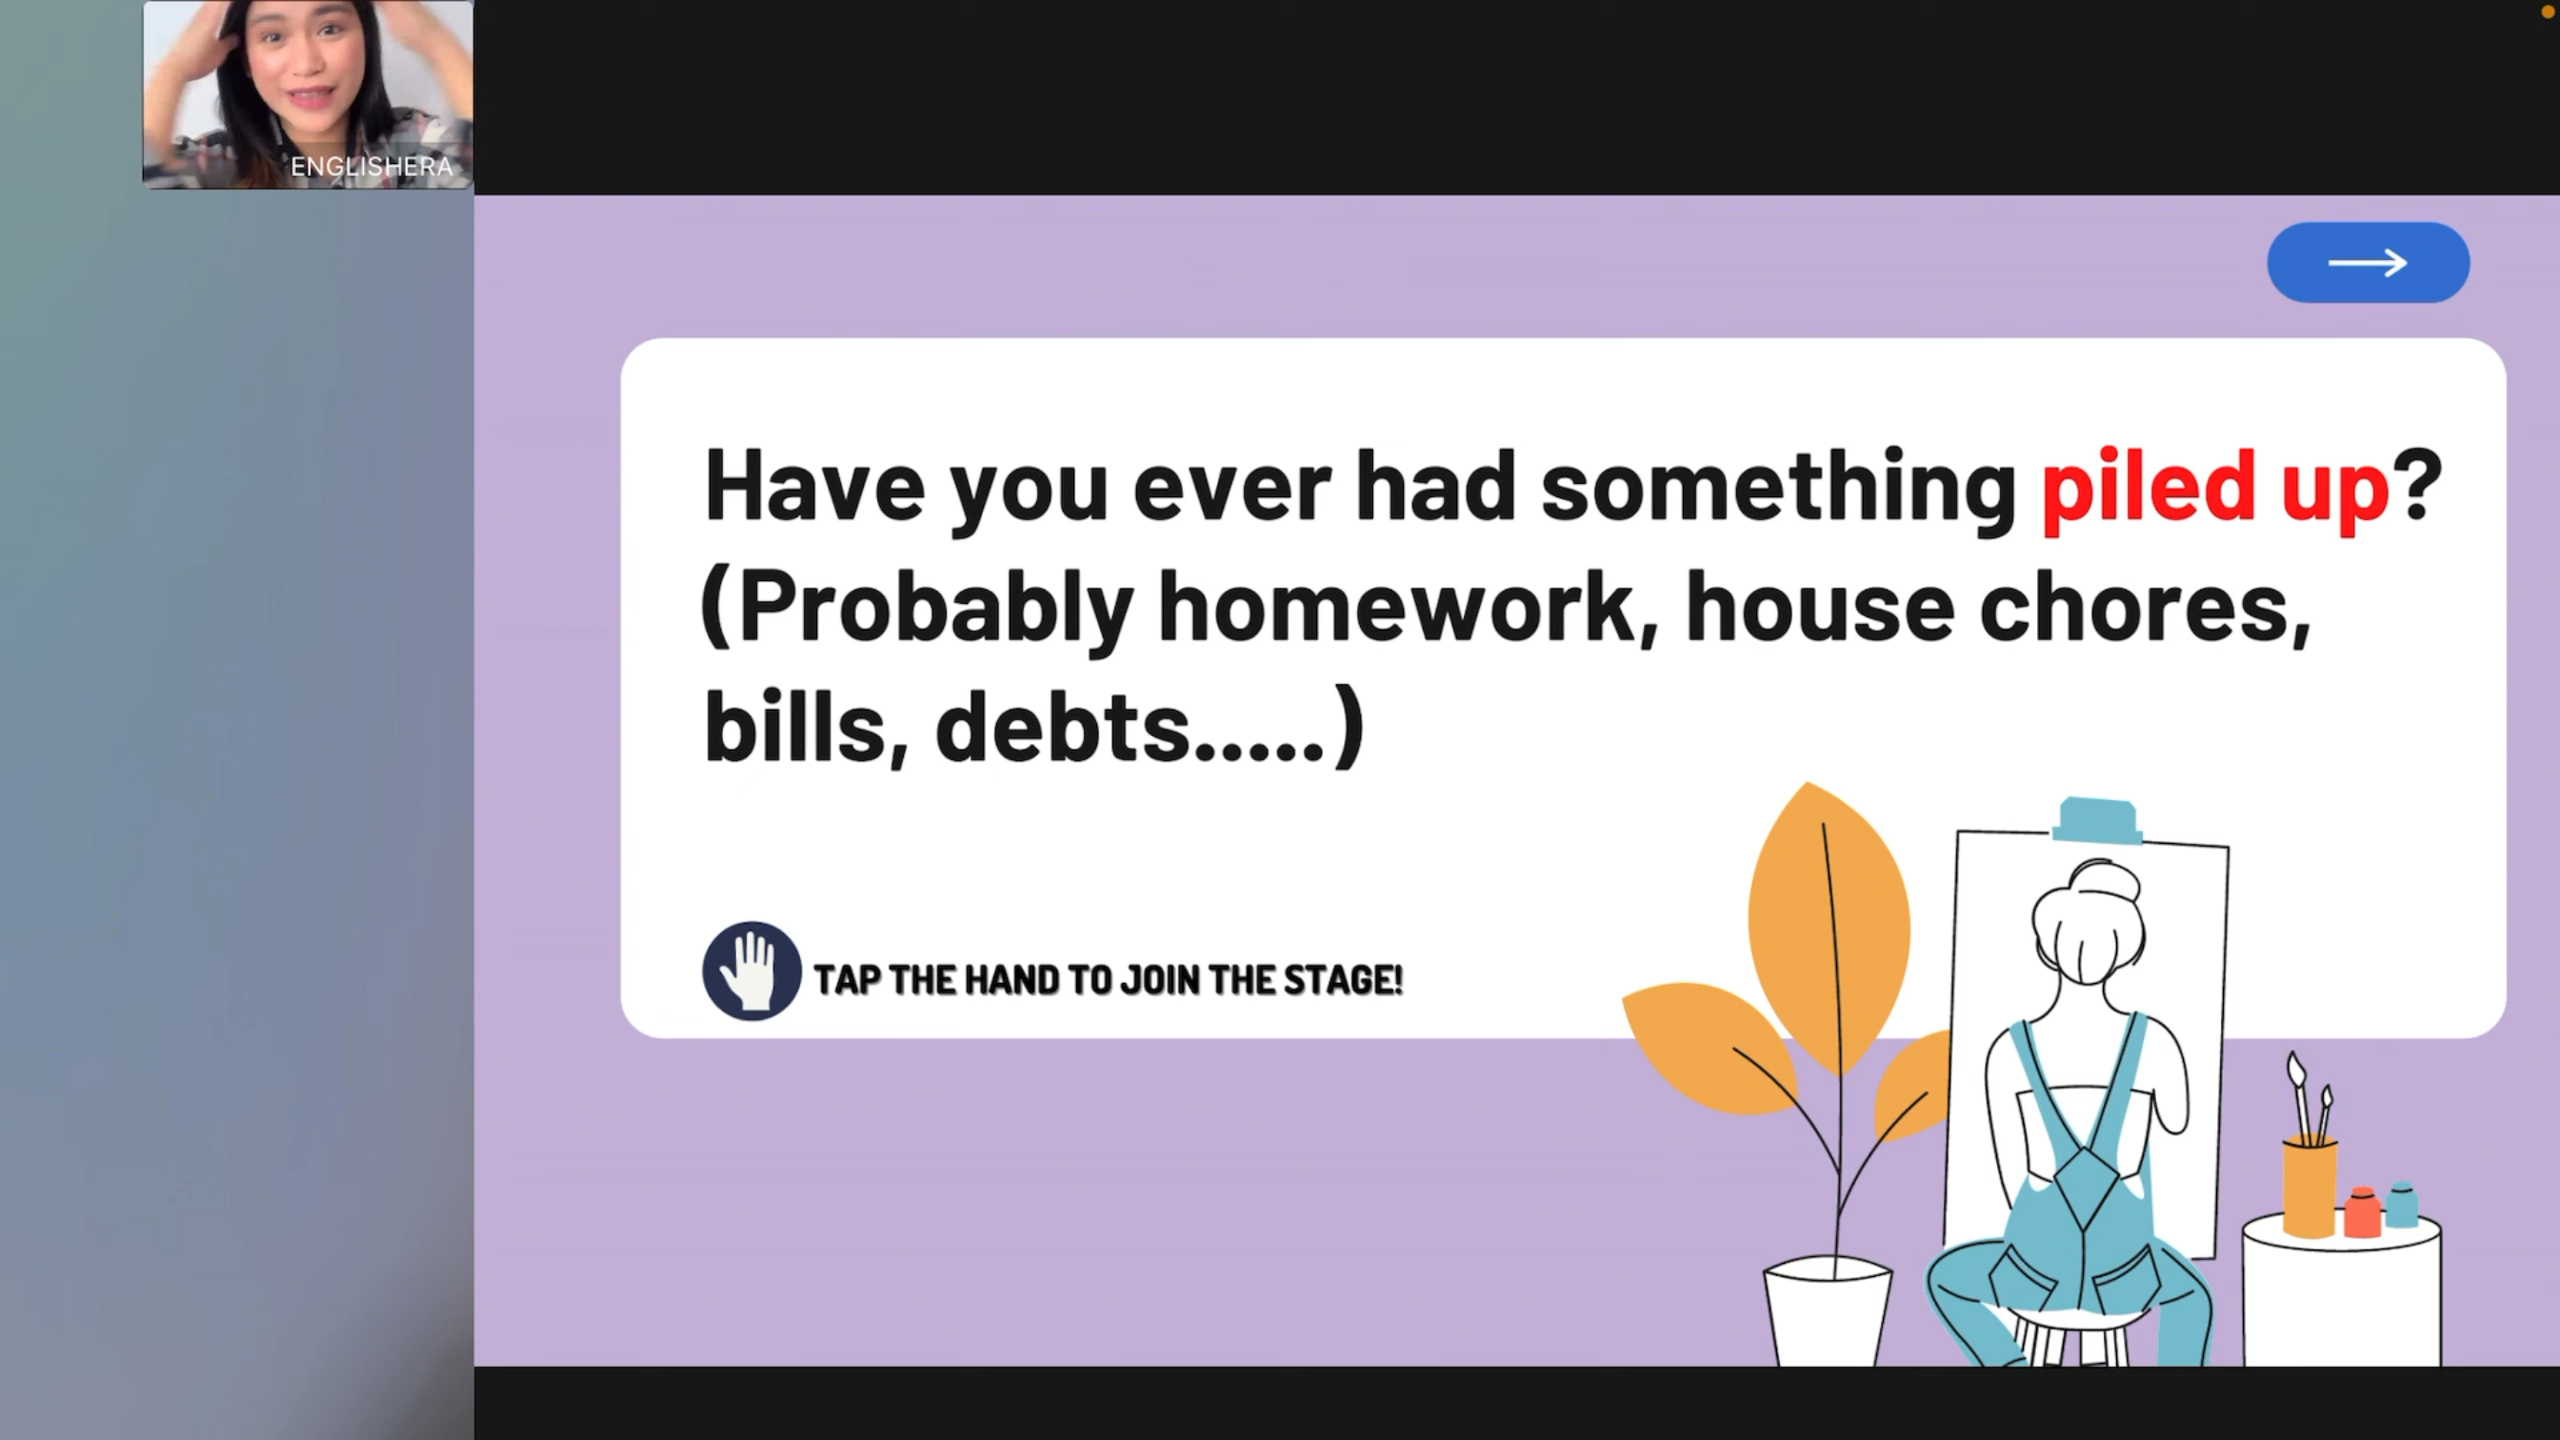 ENGLISHERA
Have you ever had something piled up?
(Probably homework, house chores,
bills, debts.....)
TAP THE HAND TO JOIN THE STAGE!